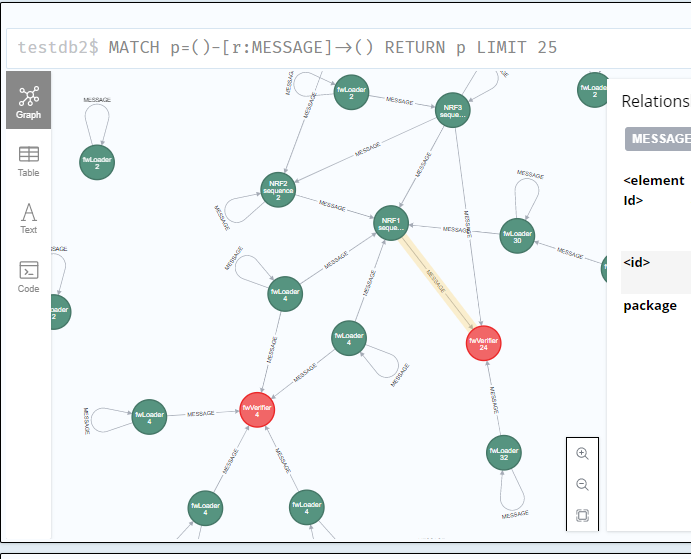 testdb2$ MATCH p=()-[r:MESSAGE]->() RETURN p LIMIT 25
Graph
Table
Text
Code
Relations
MESSAGE
<element
Id>
<id>
package
MESSAGE
fwLoader
2
MESSAGE
fwLoader
2
MESSAGE
MESSAGE
NRF3
seque...
fwLoade
2
MESSAGE
MESSAGE
NRF2
sequence
2
MESSAGE
MESSAGE
NRF1
seque...
MESSAGE
MESSAGE
MESSAGE
fwLoader
30
MESSAGE
MESSAGE
MESSAGE
fwLoader
4
MESSAGE
MESSAGE
MESSAGE
2
fwLoader
4
MESSAGE
MESSAGE
MESSAGE
fwVerifier
24
MESSAGE
fwLoader
4
MESSAGE
fwVerifier
4
MESSAGE
fwLoader
32
MESSAGE
MESSAGE
MESSAGE
fwLoader
4
fwLoader
4